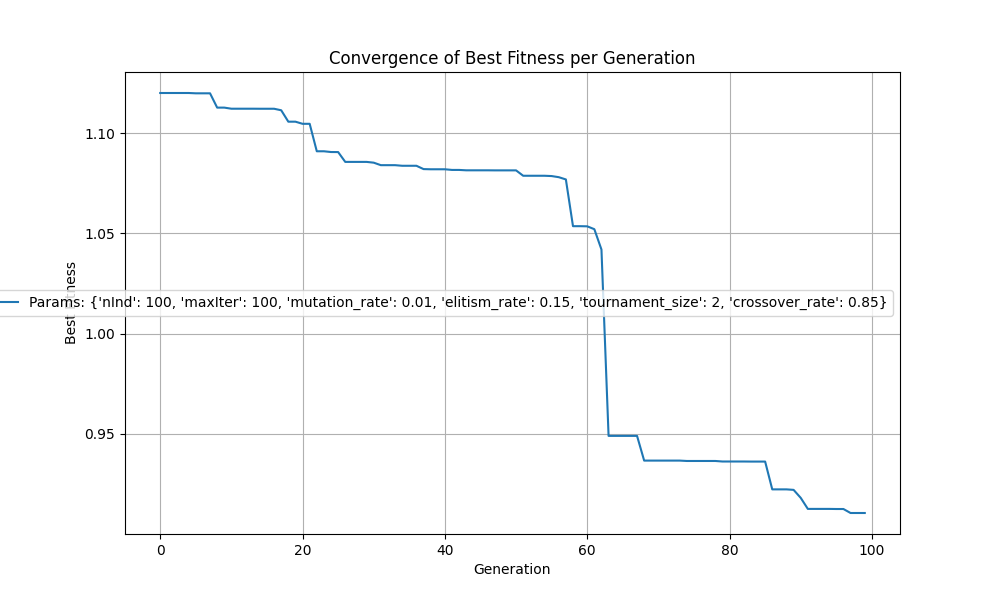 Convergence of Best Fitness per Generation
1.10
1.05
Params: {'nInd': 100, 'maxIter': 100, 'mutation_rate': 0.01, 'elitism_rate': 0.15, 'tournament_size': 2, 'crossover_rate': 0.85}
Best Fitness
1.00
0.95
0 20 40 60 80 100
Generation